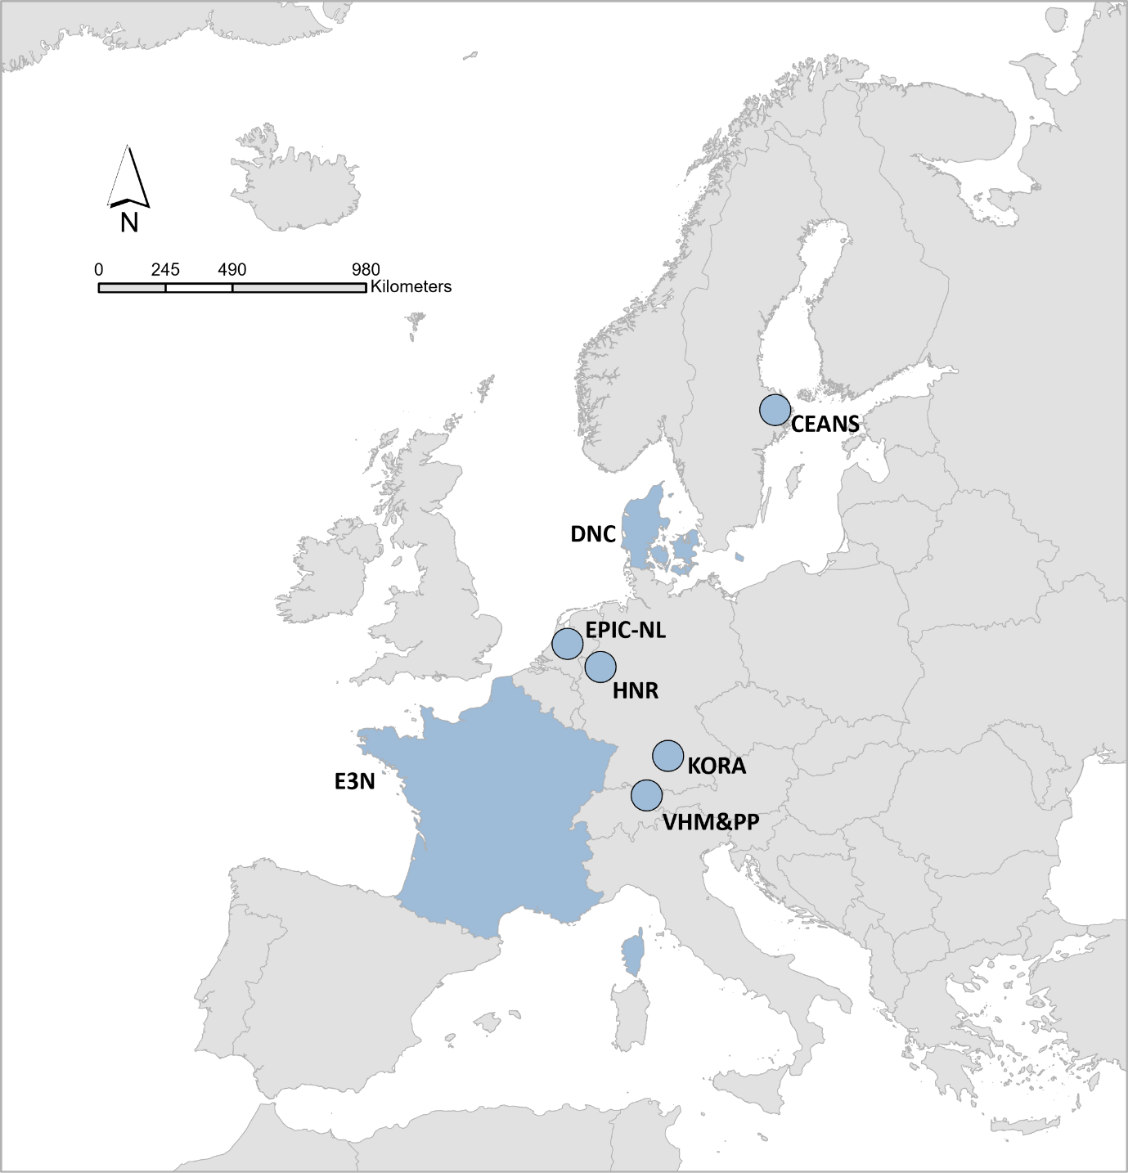 N
0 245 490 980
Kilometers
CEANS
DNC
EPIC-NL
HNR
KORA
E3N
VHM&PP